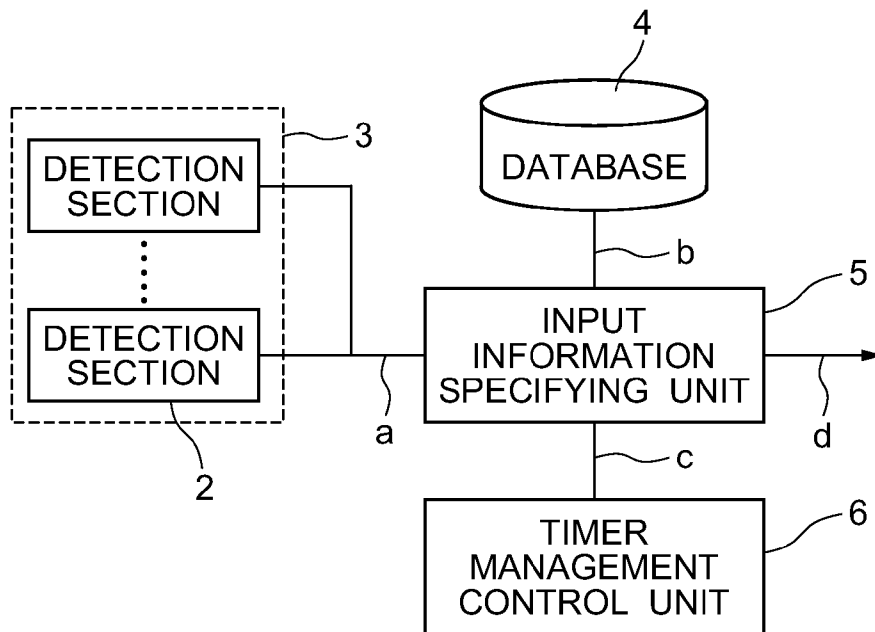 4
3
DETECTION
SECTION
DATABASE
b
5
DETECTION
SECTION
INPUT
INFORMATION
SPECIFYING UNIT
a
d
2
c
6
TIMER
MANAGEMENT
CONTROL UNIT